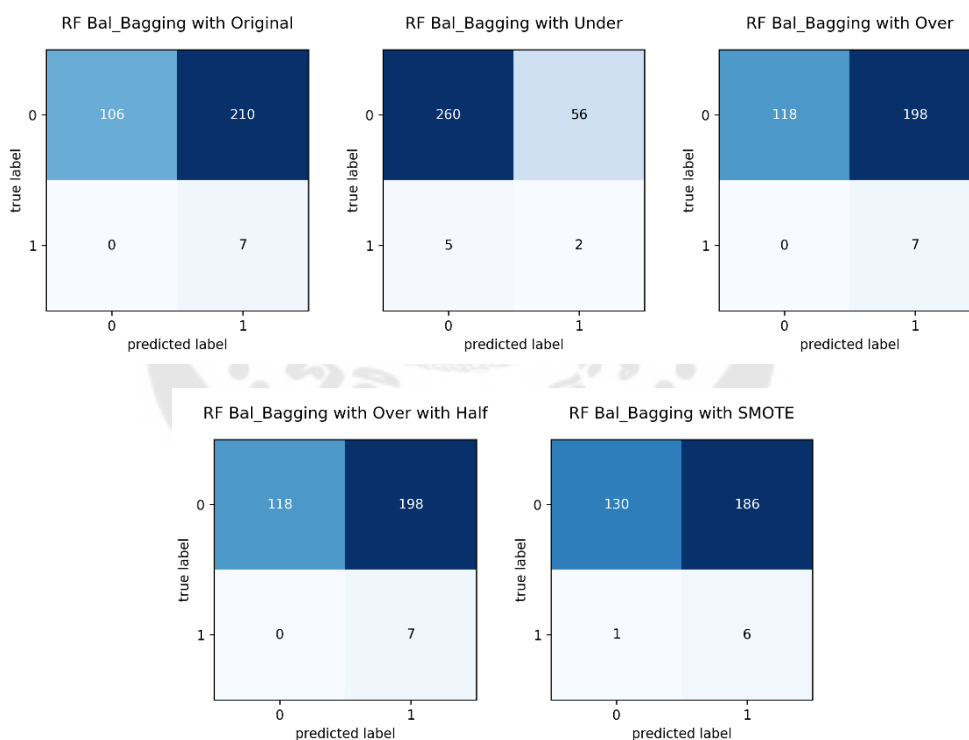 RF Bal_Bagging with Original
106 210
0 7
0
1
true label
0 1
predicted label
RF Bal_Bagging with Under
260 56
5 2
0
1
true label
0 1
predicted label
RF Bal_Bagging with Over
118 198
0 7
0
1
true label
0 1
predicted label
RF Bal_Bagging with Over with Half
118 198
0 7
0
1
true label
0 1
predicted label
RF Bal_Bagging with SMOTE
130 186
1 6
0
1
true label
0 1
predicted label